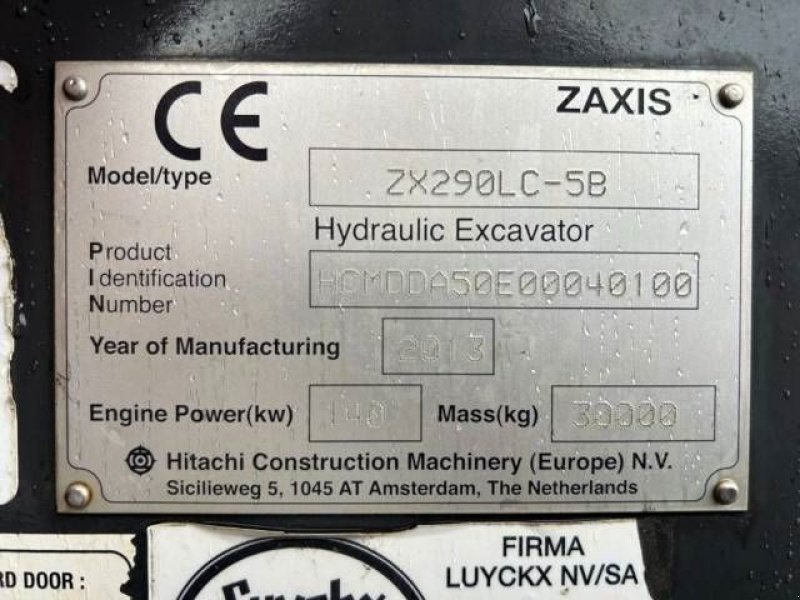 CE ZAXIS
Model/type ZX290LC-5B
Hydraulic Excavator
Product
Identification HCMDDA50E00040100
Number
Year of Manufacturing 2013
Engine Power(kw) 140 Mass(kg) 30000
Hitachi Construction Machinery (Europe) N.V.
Sicilieweg 5, 1045 AT Amsterdam, The Netherlands
RD DOOR :
FIRMA
LUYCKX NV/SA